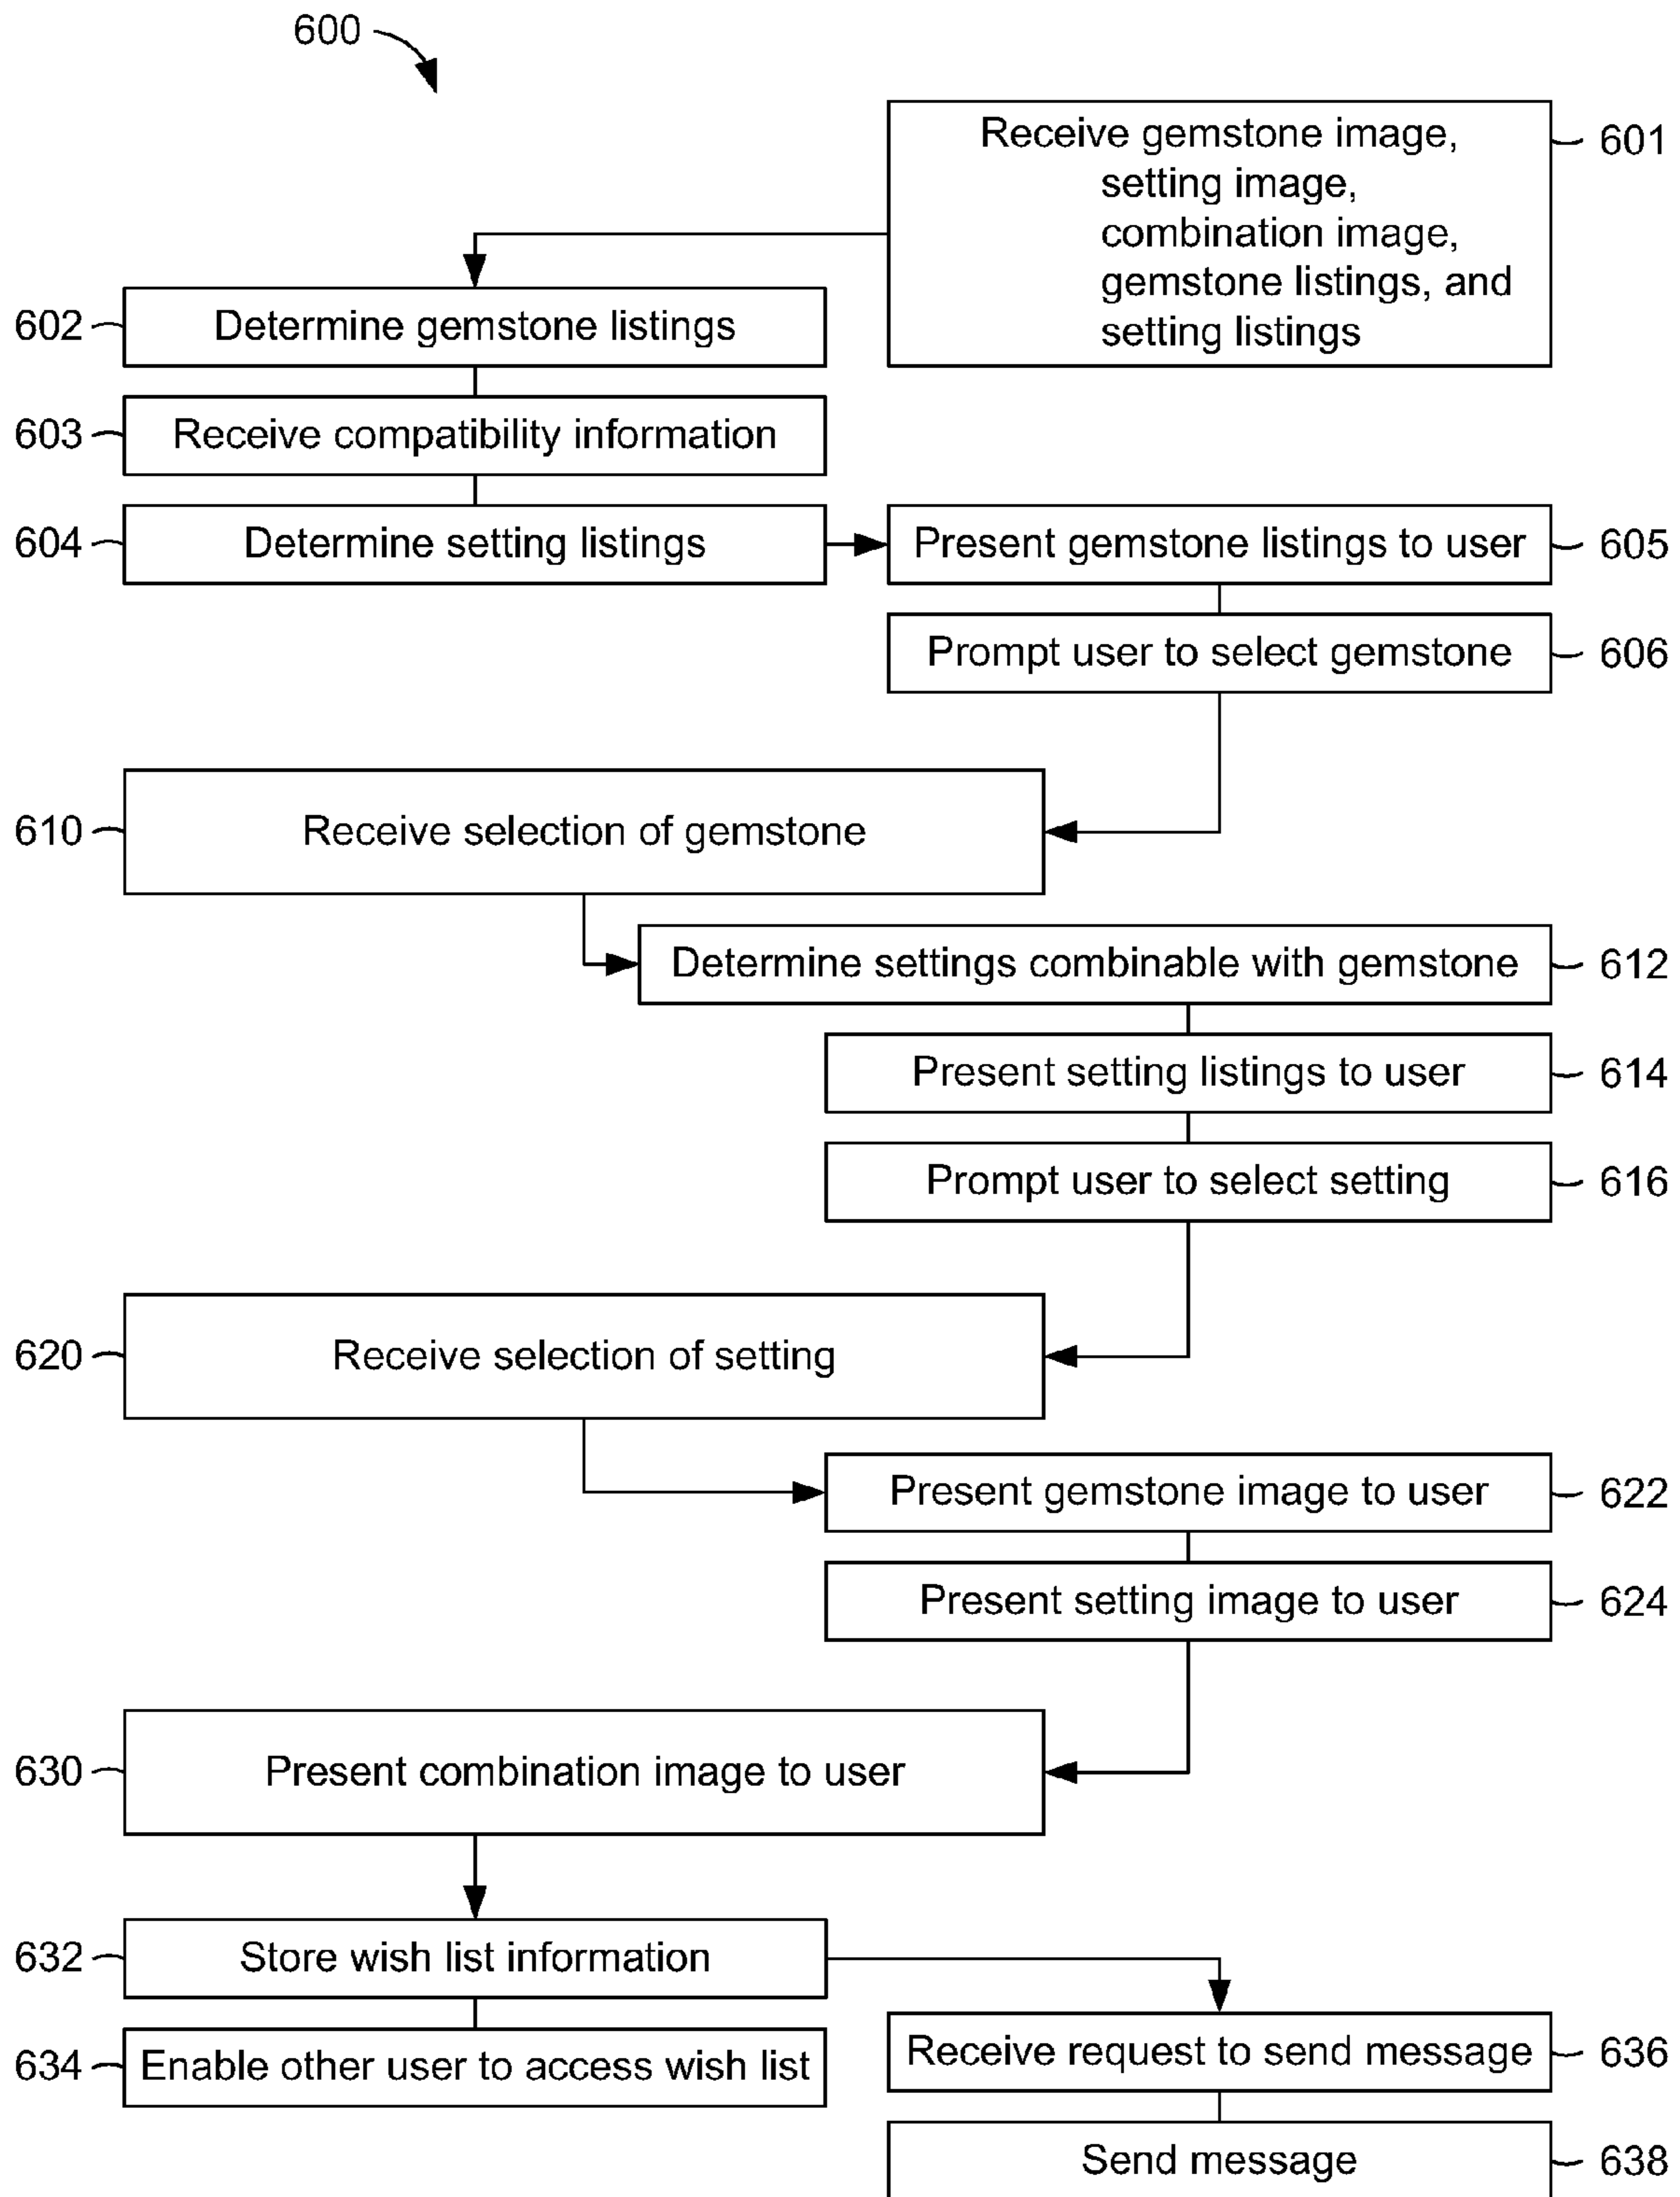 600
Receive gemstone image,
setting image,
combination image,
gemstone listings, and
setting listings
601
602
Determine gemstone listings
603
Receive compatibility information
604
Determine setting listings
Present gemstone listings to user
605
Prompt user to select gemstone
606
610
Receive selection of gemstone
Determine settings combinable with gemstone
612
Present setting listings to user
614
Prompt user to select setting
616
620
Receive selection of setting
Present gemstone image to user
622
Present setting image to user
624
630
Present combination image to user
632
Store wish list information
634
Enable other user to access wish list
Receive request to send message
636
Send message
638